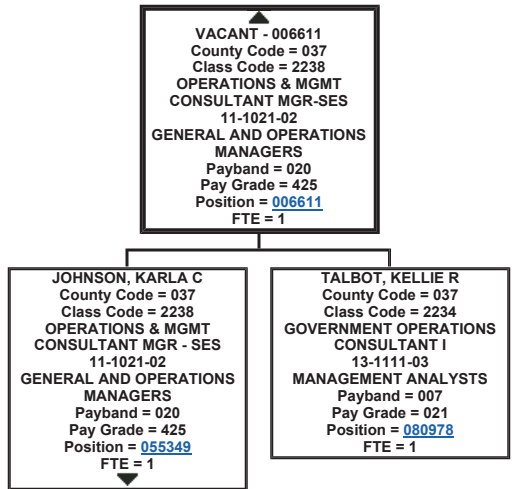 VACANT - 006611
County Code = 037
Class Code = 2238
OPERATIONS & MGMT
CONSULTANT MGR-SES
11-1021-02
GENERAL AND OPERATIONS
MANAGERS
Payband = 020
Pay Grade = 425
Position = 006611
FTE = 1
JOHNSON, KARLA C
County Code = 037
Class Code = 2238
OPERATIONS & MGMT
CONSULTANT MGR - SES
11-1021-02
GENERAL AND OPERATIONS
MANAGERS
Payband = 020
Pay Grade = 425
Position = 055349
FTE = 1
TALBOT, KELLIE R
County Code = 037
Class Code = 2234
GOVERNMENT OPERATIONS
CONSULTANT I
13-1111-03
MANAGEMENT ANALYSTS
Payband = 007
Pay Grade = 021
Position = 080978
FTE = 1